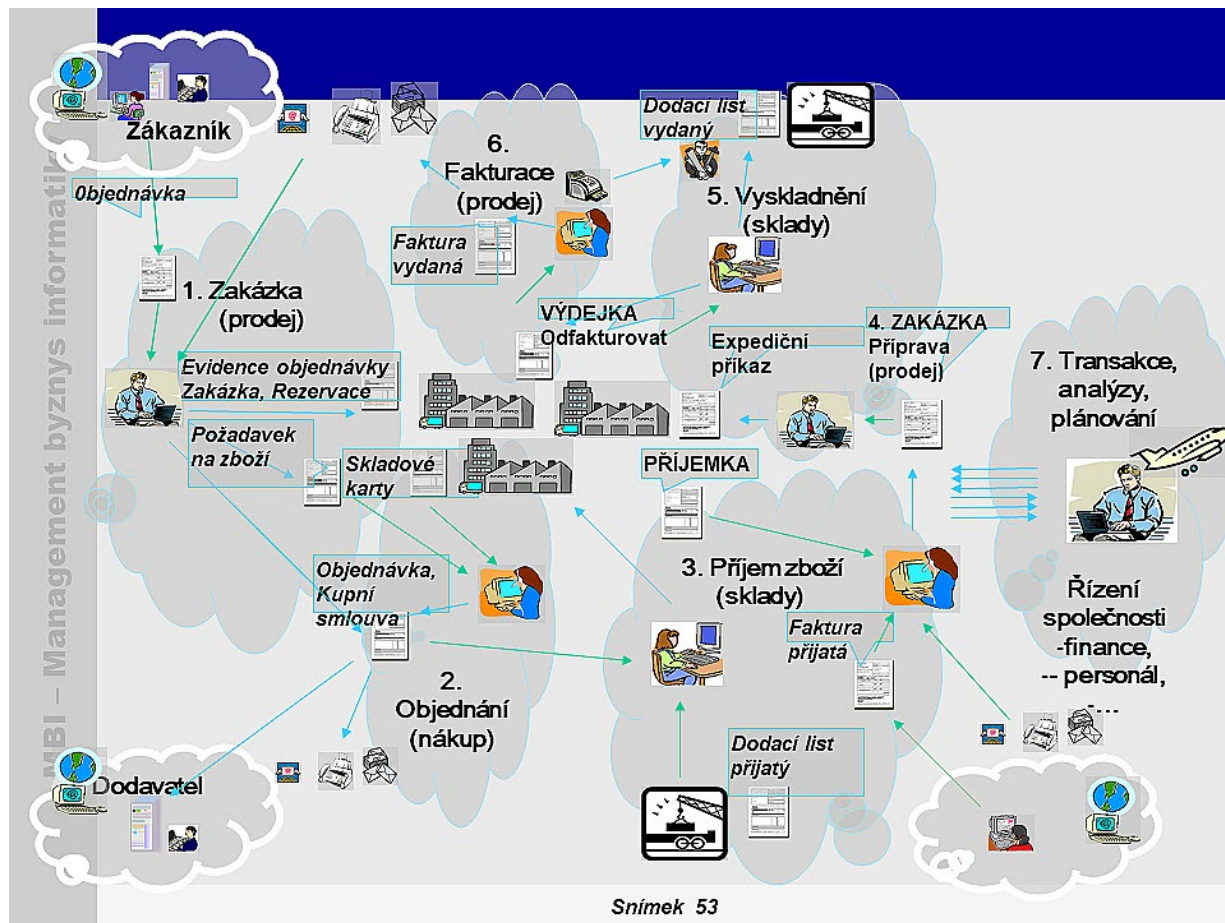 MBI – Management byznys informatik
Zákazník
0bjednávka
1. Zakázka
(prodej)
Evidence objednávky
Zakázka, Rezervace
Požadavek
na zboží
Skladové
karty
Objednávka,
Kupní
smlouva
2.
Objednání
(nákup)
Dodavatel
6.
Fakturace
(prodej)
Faktura
vydaná
Dodací list
vydaný
5. Vyskladnění
(sklady)
VÝDEJKA
Odfakturovat
Expediční
příkaz
4. ZAKÁZKA
Příprava
(prodej)
PŘÍJEMKA
3. Příjem zboží
(sklady)
Faktura
přijatá
Dodací list
přijatý
7. Transakce,
analýzy,
plánování
Řízení
společnosti
-finance,
-- personál,
-...
Snímek 53